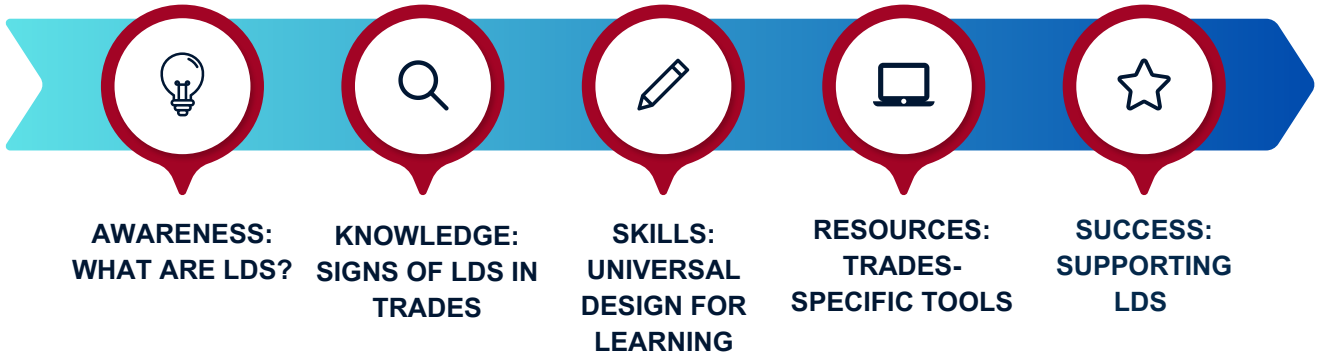 AWARENESS:
WHAT ARE LDS?
KNOWLEDGE:
SIGNS OF LDS IN
TRADES
SKILLS:
UNIVERSAL
DESIGN FOR
LEARNING
RESOURCES:
TRADES-
SPECIFIC TOOLS
SUCCESS:
SUPPORTING
LDS